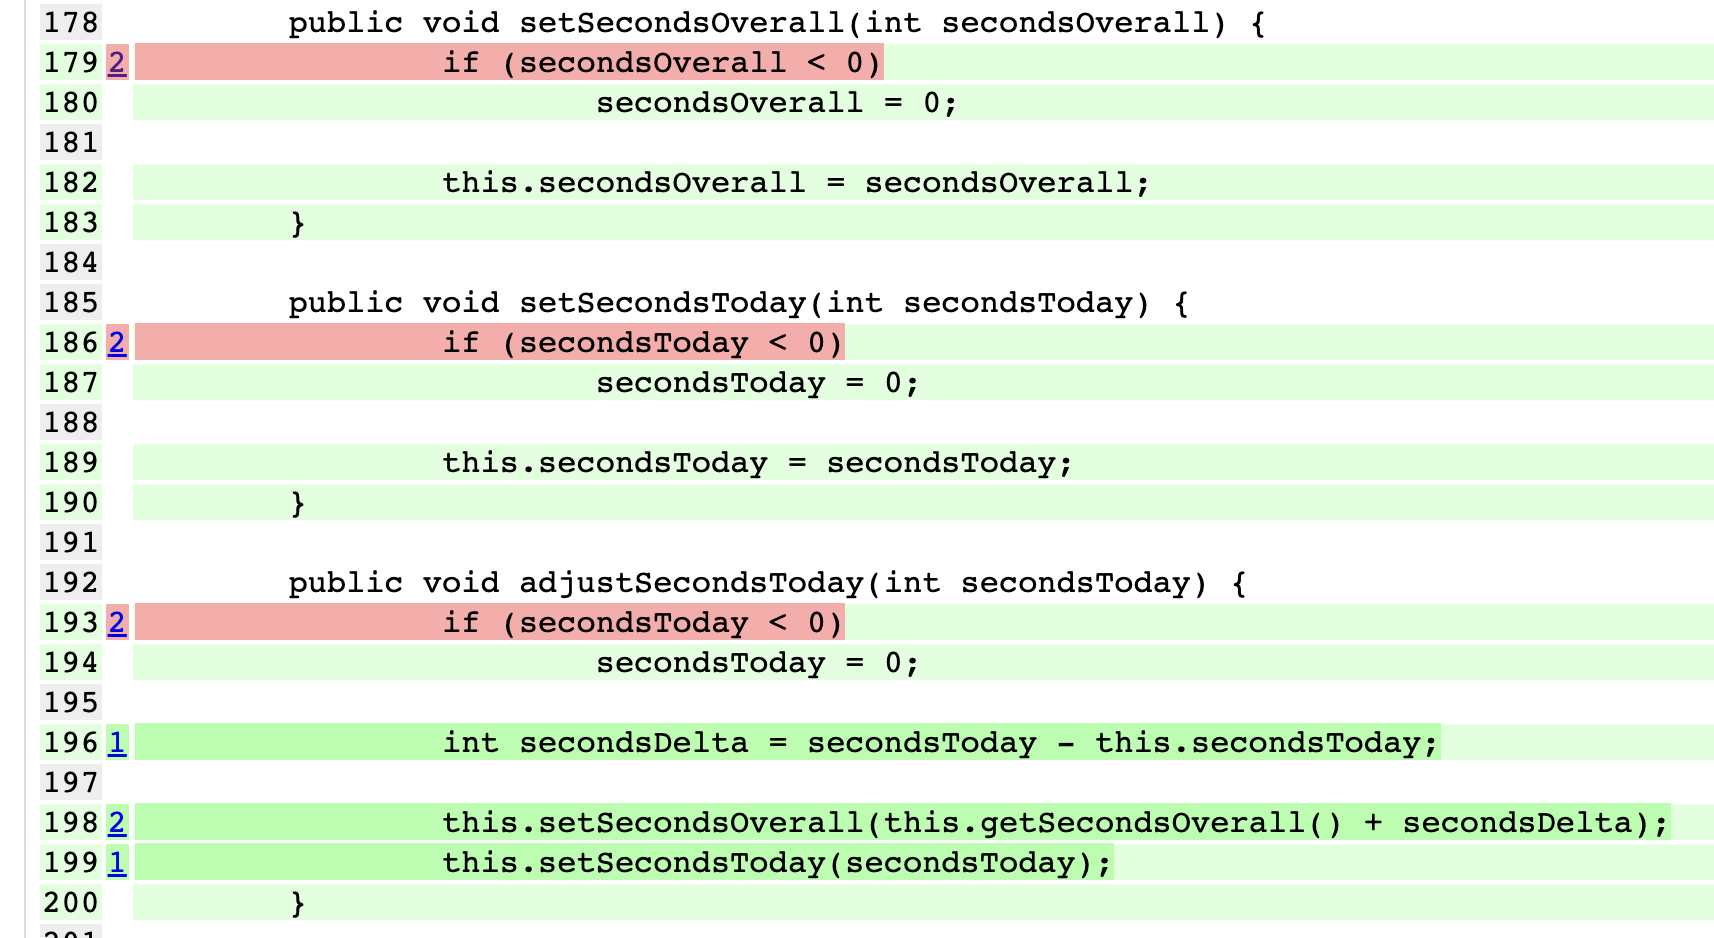 178 public void setSecondsOverall(int secondsOverall) {
179 2 if (secondsOverall < 0)
180 secondsOverall = 0;
181
182 this.secondsOverall = secondsOverall;
183 }
184
185 public void setSecondsToday(int secondsToday) {
186 2 if (secondsToday < 0)
187 secondsToday = 0;
188
189 this.secondsToday = secondsToday;
190 }
191
192 public void adjustSecondsToday(int secondsToday) {
193 2 if (secondsToday < 0)
194 secondsToday = 0;
195
196 1 int secondsDelta = secondsToday - this.secondsToday;
197
198 2 this.setSecondsOverall(this.getSecondsOverall() + secondsDelta);
199 1 this.setSecondsToday(secondsToday);
200 }
201